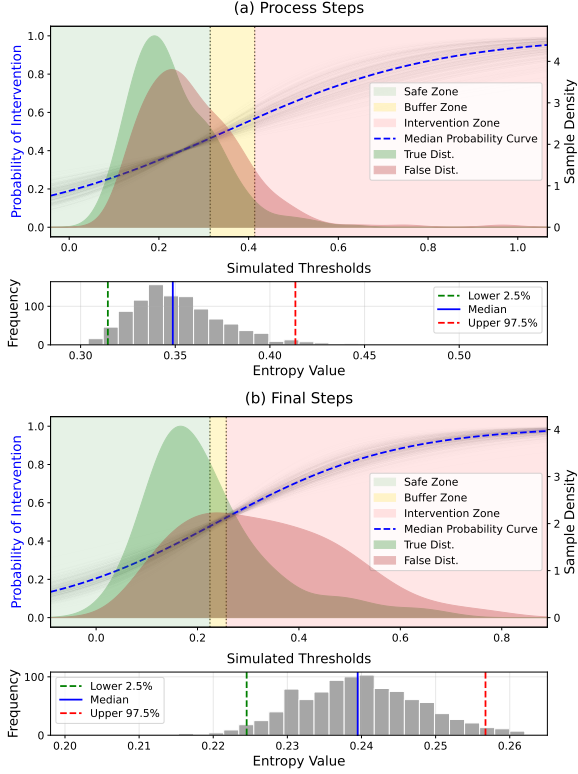 (a) Process Steps
Probability of Intervention
1.0
0.8
0.6
0.4
0.2
0.0
Safe Zone
Buffer Zone
Intervention Zone
Median Probability Curve
True Dist.
False Dist.
4
3
2
1
0
Sample Density
0.0 0.2 0.4 0.6 0.8 1.0
Simulated Thresholds
Frequency
100
0
Lower 2.5%
Median
Upper 97.5%
0.30 0.35 0.40 0.45 0.50
Entropy Value
(b) Final Steps
Probability of Intervention
1.0
0.8
0.6
0.4
0.2
0.0
Safe Zone
Buffer Zone
Intervention Zone
Median Probability Curve
True Dist.
False Dist.
4
3
2
1
0
Sample Density
0.0 0.2 0.4 0.6 0.8
Simulated Thresholds
Frequency
100
0
Lower 2.5%
Median
Upper 97.5%
0.20 0.21 0.22 0.23 0.24 0.25 0.26
Entropy Value